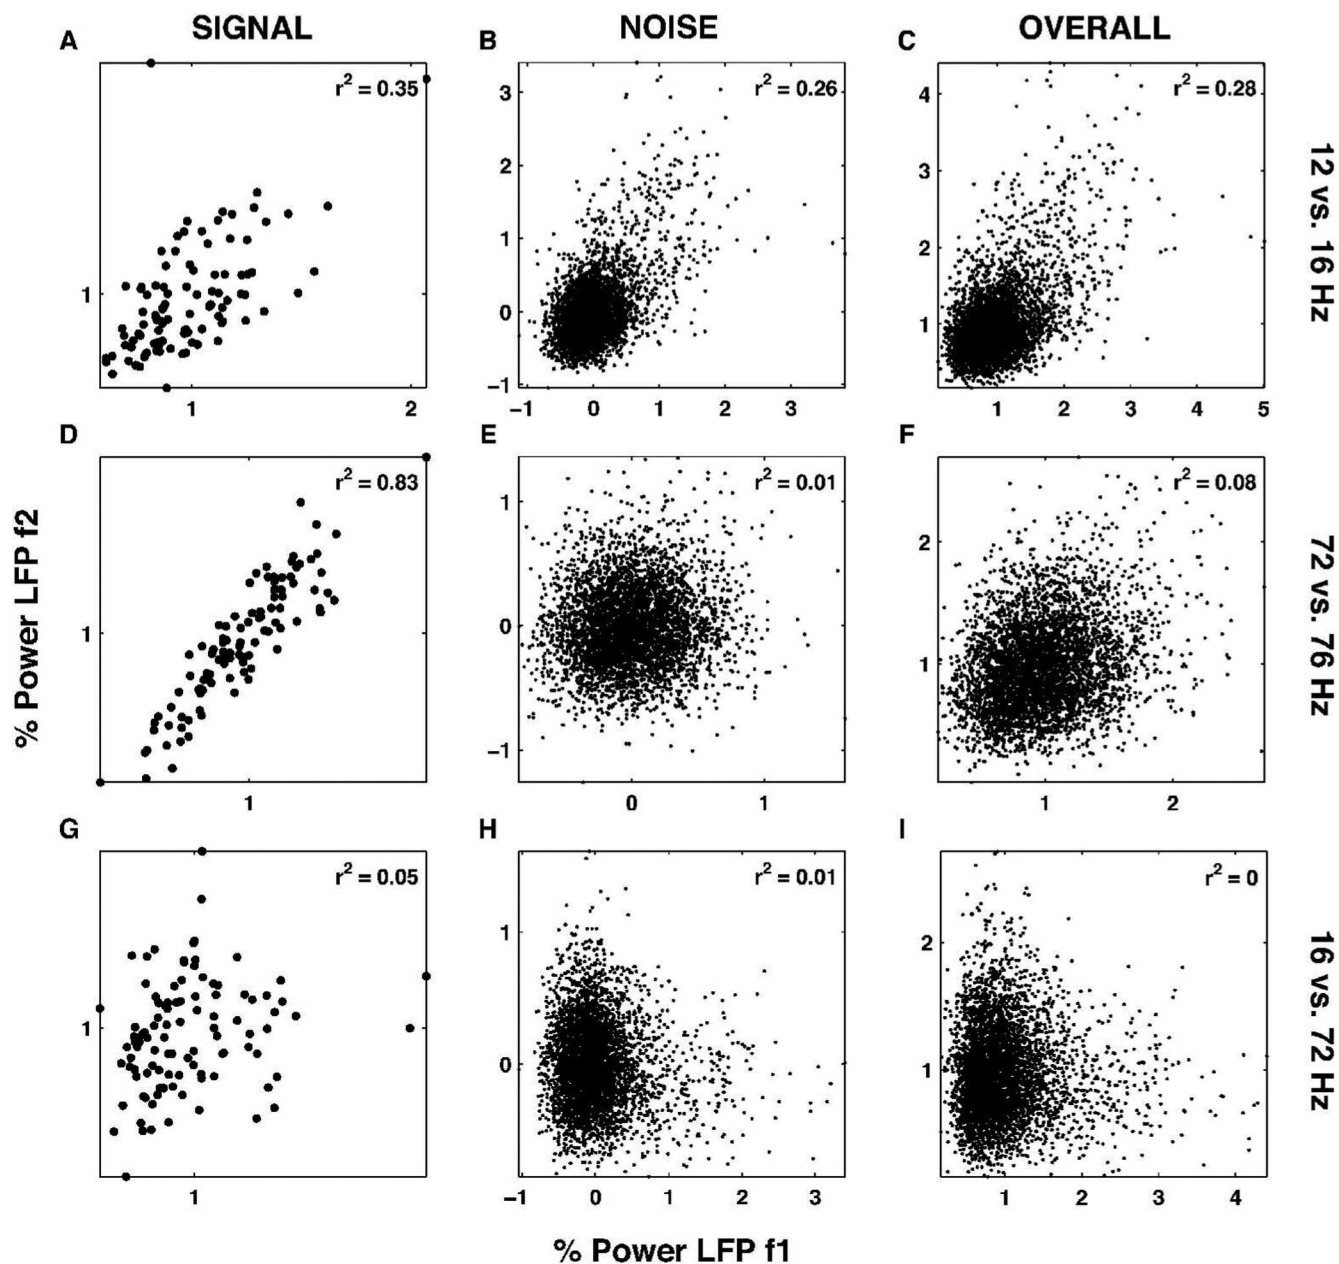 SIGNAL NOISE OVERALL
A B C
r² = 0.35 r² = 0.26 r² = 0.28
1
1 2
3
2
1
0
−1
−1 0 1 2 3
4
3
2
1
1 2 3 4 5
12 vs. 16 Hz
D E F
r² = 0.83 r² = 0.01 r² = 0.08
1
1
1
0
−1
0 1
2
1
1 2
72 vs. 76 Hz
G H I
r² = 0.05 r² = 0.01 r² = 0
1
1
1
0
−1 0 1 2 3
2
1
1 2 3 4
16 vs. 72 Hz
% Power LFP f2
% Power LFP f1